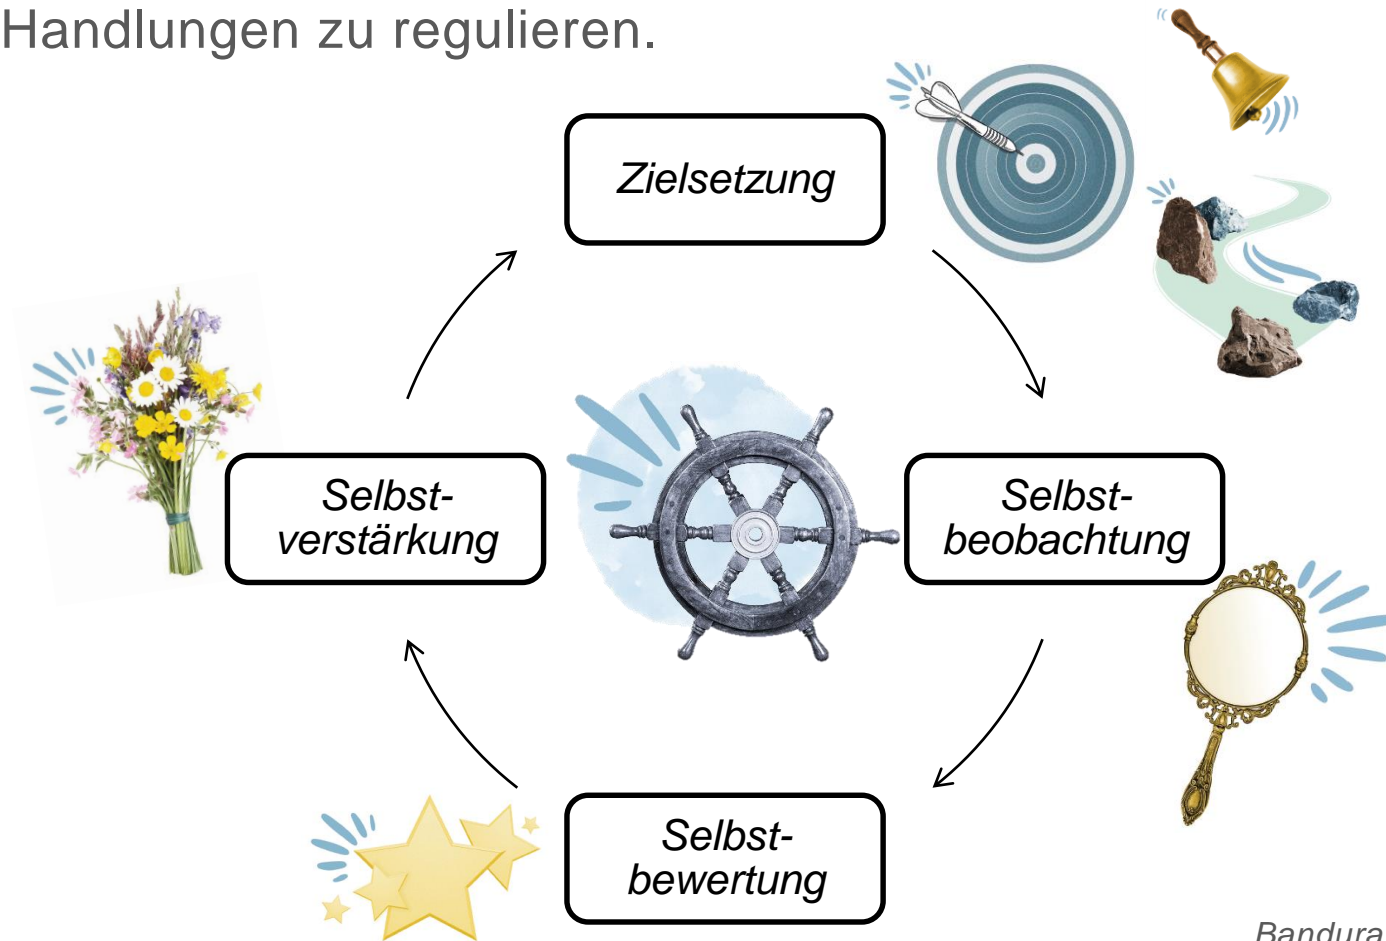 Handlungen zu regulieren.
Zielsetzung
Selbst-
verstärkung
Selbst-
beobachtung
Selbst-
bewertung
Bandura